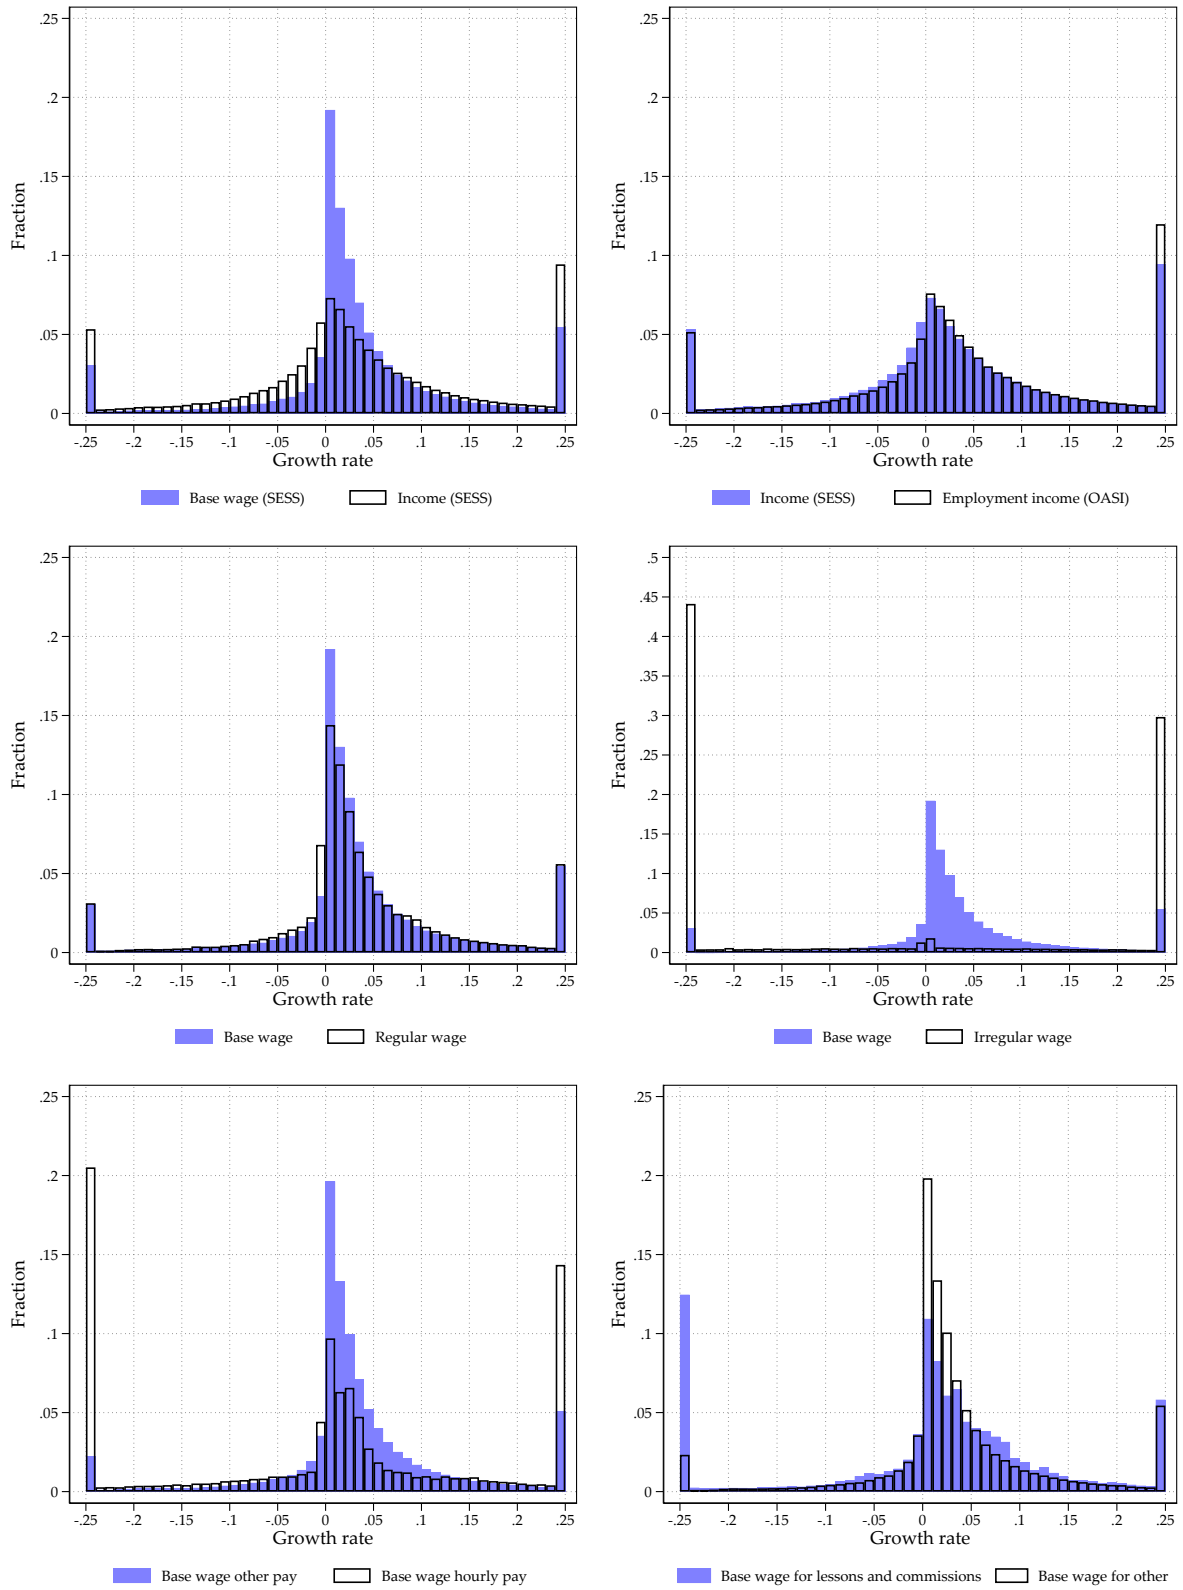 .25
.2
.15
.1
.05
0
Fraction
-.25 -.2 -.15 -.1 -.05 0 .05 .1 .15 .2 .25
Growth rate
Base wage (SESS) Income (SESS)
.25
.2
.15
.1
.05
0
Fraction
-.25 -.2 -.15 -.1 -.05 0 .05 .1 .15 .2 .25
Growth rate
Income (SESS) Employment income (OASI)
.25
.2
.15
.1
.05
0
Fraction
-.25 -.2 -.15 -.1 -.05 0 .05 .1 .15 .2 .25
Growth rate
Base wage Regular wage
.5
.45
.4
.35
.3
.25
.2
.15
.1
.05
0
Fraction
-.25 -.2 -.15 -.1 -.05 0 .05 .1 .15 .2 .25
Growth rate
Base wage Irregular wage
.25
.2
.15
.1
.05
0
Fraction
-.25 -.2 -.15 -.1 -.05 0 .05 .1 .15 .2 .25
Growth rate
Base wage other pay Base wage hourly pay
.25
.2
.15
.1
.05
0
Fraction
-.25 -.2 -.15 -.1 -.05 0 .05 .1 .15 .2 .25
Growth rate
Base wage for lessons and commissions Base wage for other